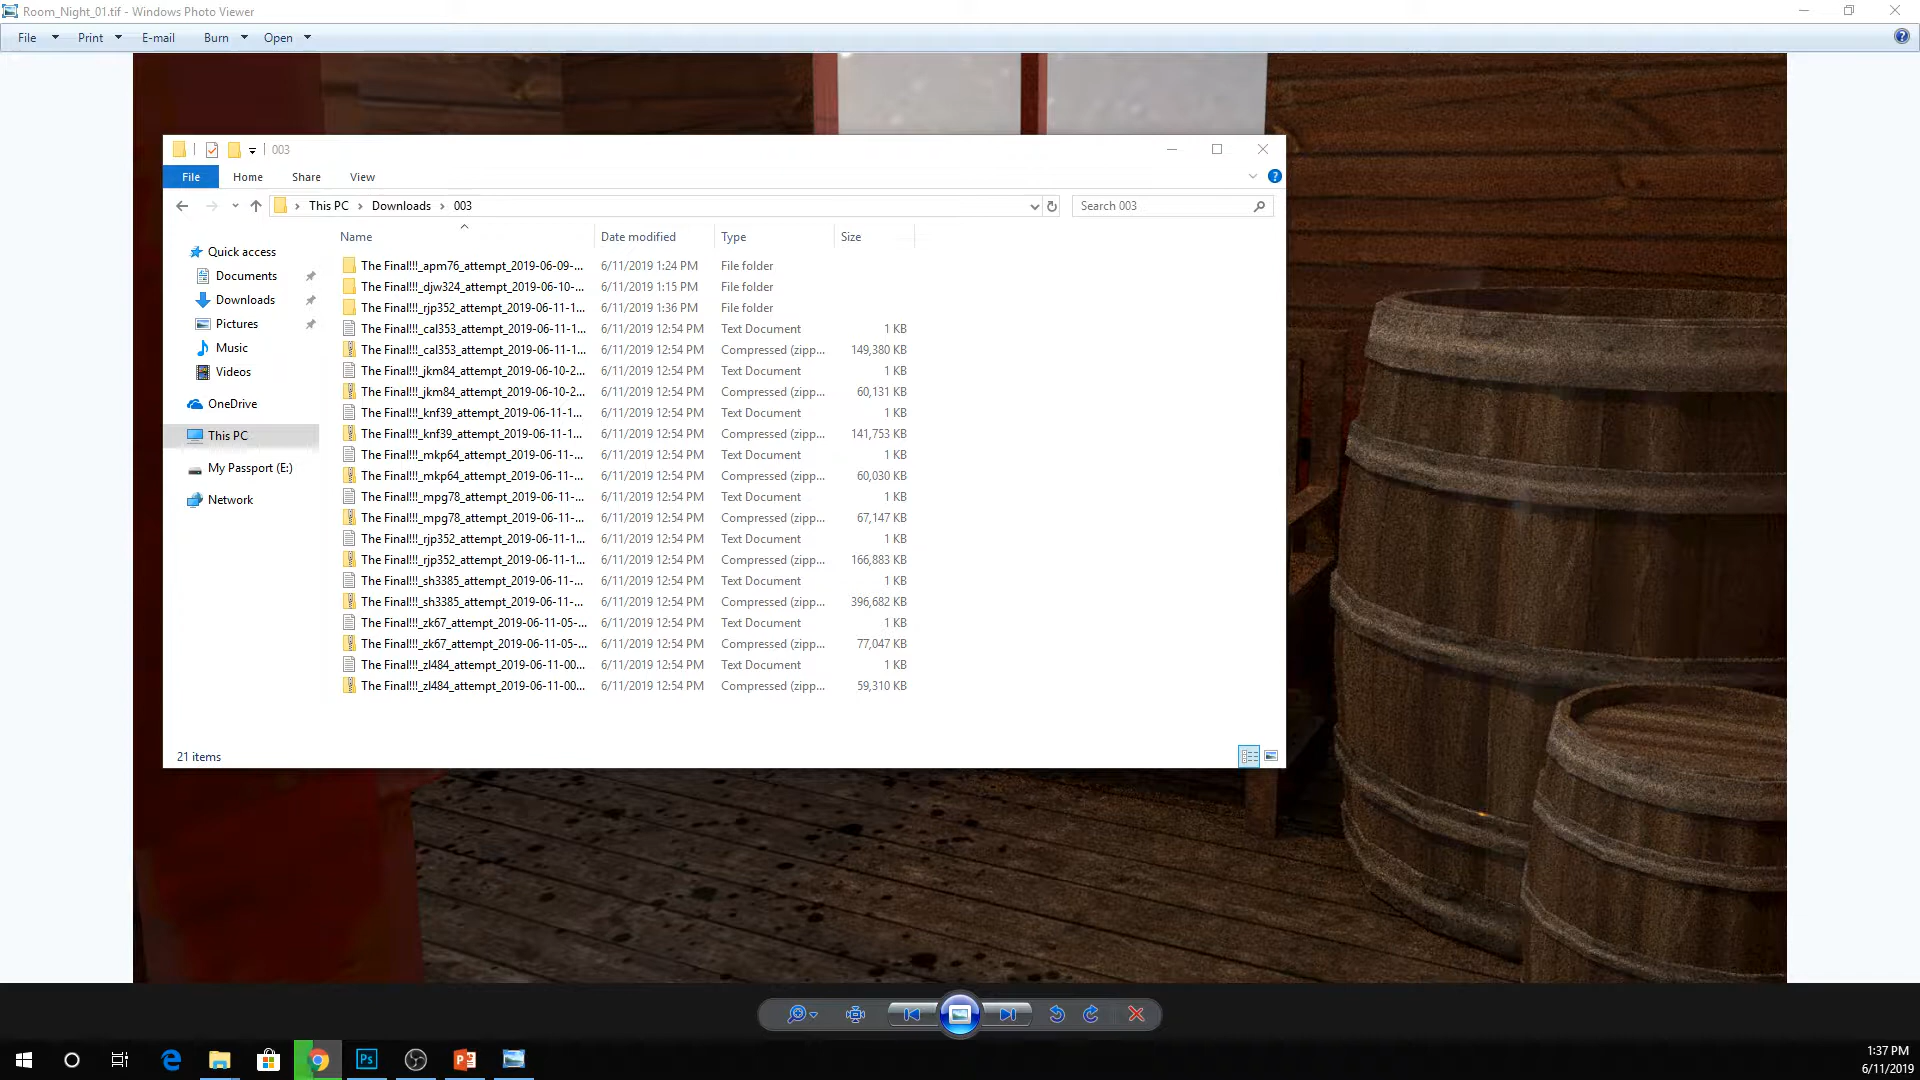 Room_Night_01.tif - Windows Photo Viewer
File Print E-mail Burn Open
003
File Home Share View
This PC Downloads 003 Search 003
Name Date modified Type Size
Quick access
Documents
Downloads
Pictures
Music
Videos
OneDrive
This PC
My Passport (E:)
Network
The Final!!!_apm76_attempt_2019-06-09-... 6/11/2019 1:24 PM File folder
The Final!!!_djw324_attempt_2019-06-10-... 6/11/2019 1:15 PM File folder
The Final!!!_rjp352_attempt_2019-06-11-1... 6/11/2019 1:36 PM File folder
The Final!!!_cal353_attempt_2019-06-11-1... 6/11/2019 12:54 PM Text Document 1 KB
The Final!!!_cal353_attempt_2019-06-11-1... 6/11/2019 12:54 PM Compressed (zipp... 149,380 KB
The Final!!!_jkm84_attempt_2019-06-10-2... 6/11/2019 12:54 PM Text Document 1 KB
The Final!!!_jkm84_attempt_2019-06-10-2... 6/11/2019 12:54 PM Compressed (zipp... 60,131 KB
The Final!!!_knf39_attempt_2019-06-11-1... 6/11/2019 12:54 PM Text Document 1 KB
The Final!!!_knf39_attempt_2019-06-11-1... 6/11/2019 12:54 PM Compressed (zipp... 141,753 KB
The Final!!!_mkp64_attempt_2019-06-11-... 6/11/2019 12:54 PM Text Document 1 KB
The Final!!!_mkp64_attempt_2019-06-11-... 6/11/2019 12:54 PM Compressed (zipp... 60,030 KB
The Final!!!_mpg78_attempt_2019-06-11-... 6/11/2019 12:54 PM Text Document 1 KB
The Final!!!_mpg78_attempt_2019-06-11-... 6/11/2019 12:54 PM Compressed (zipp... 67,147 KB
The Final!!!_rjp352_attempt_2019-06-11-1... 6/11/2019 12:54 PM Text Document 1 KB
The Final!!!_rjp352_attempt_2019-06-11-1... 6/11/2019 12:54 PM Compressed (zipp... 166,883 KB
The Final!!!_sh3385_attempt_2019-06-11-... 6/11/2019 12:54 PM Text Document 1 KB
The Final!!!_sh3385_attempt_2019-06-11-... 6/11/2019 12:54 PM Compressed (zipp... 396,682 KB
The Final!!!_zk67_attempt_2019-06-11-05-... 6/11/2019 12:54 PM Text Document 1 KB
The Final!!!_zk67_attempt_2019-06-11-05-... 6/11/2019 12:54 PM Compressed (zipp... 77,047 KB
The Final!!!_zl484_attempt_2019-06-11-00... 6/11/2019 12:54 PM Text Document 1 KB
The Final!!!_zl484_attempt_2019-06-11-00... 6/11/2019 12:54 PM Compressed (zipp... 59,310 KB
21 items
Ps
1:37 PM
6/11/2019